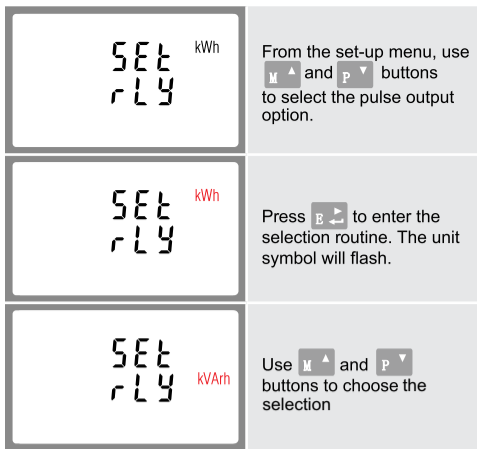 SEt kWh
rLY
From the set-up menu, use
M and P buttons
to select the pulse output
option.
SEt kWh
rLY
Press E to enter the
selection routine. The unit
symbol will flash.
SEt
rLY kVArh
Use M and P
buttons to choose the
selection